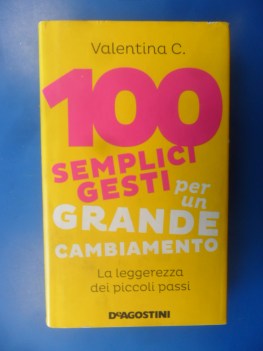 Valentina C.
100
SEMPLICI
GESTI per
un
GRANDE
CAMBIAMENTO
La leggerezza
dei piccoli passi
DeAGOSTINI